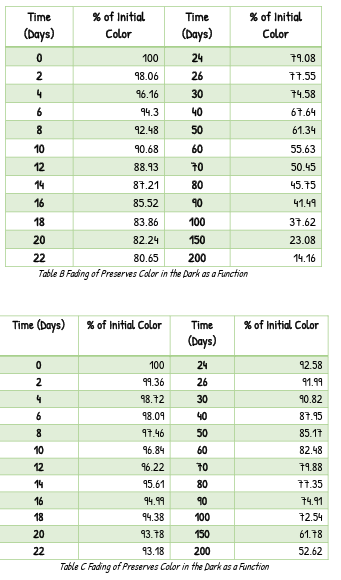 Time (Days) % of Initial Color Time (Days) % of Initial Color
0 100 24 79.08
2 98.06 26 77.55
4 96.16 30 74.58
6 94.3 40 67.64
8 92.48 50 61.34
10 90.68 60 55.63
12 88.93 70 50.45
14 87.21 80 45.75
16 85.52 90 41.49
18 83.86 100 37.62
20 82.24 150 23.08
22 80.65 200 14.16
Table B Fading of Preserves Color in the Dark as a Function
Time (Days) % of Initial Color Time (Days) % of Initial Color
0 100 24 92.58
2 99.36 26 91.99
4 98.72 30 90.82
6 98.09 40 87.95
8 97.46 50 85.17
10 96.84 60 82.48
12 96.22 70 79.88
14 95.61 80 77.35
16 94.99 90 74.91
18 94.38 100 72.54
20 93.78 150 61.78
22 93.18 200 52.62
Table C Fading of Preserves Color in the Dark as a Function